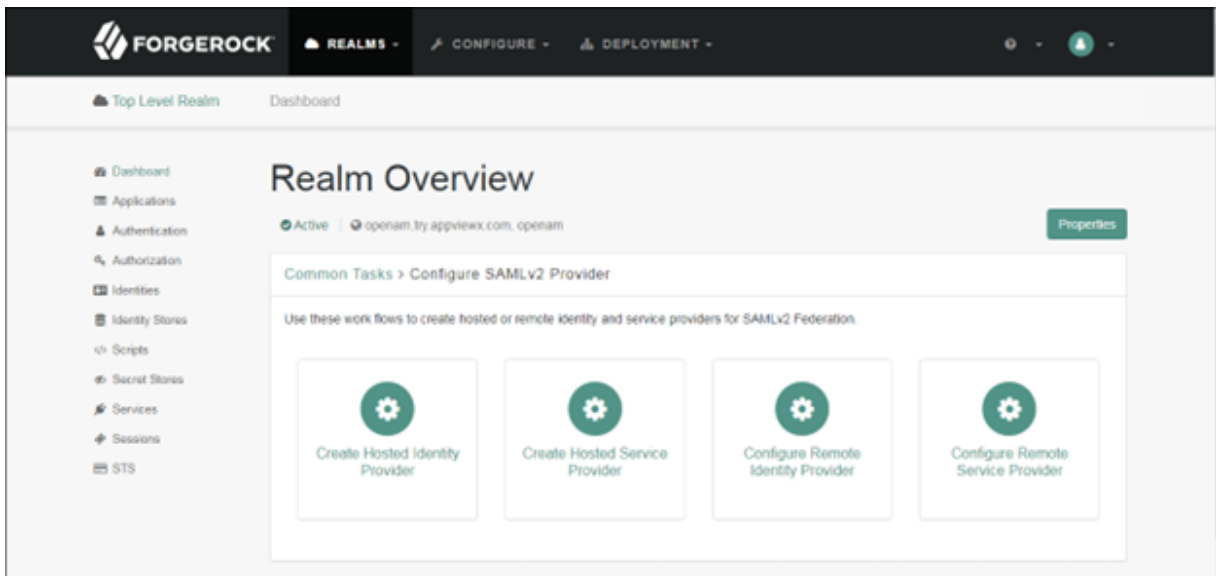 FORGEROCK REALMS CONFIGURE DEPLOYMENT
Top Level Realm Dashboard
Dashboard
Applications
Authentication
Authorization
Identities
Identity Stores
Scripts
Secret Stores
Services
Sessions
STS
Realm Overview
Active openam.try.appviewx.com, openam
Properties
Common Tasks > Configure SAMLv2 Provider
Use these work flows to create hosted or remote identity and service providers for SAMLv2 Federation.
Create Hosted Identity
Provider
Create Hosted Service
Provider
Configure Remote
Identity Provider
Configure Remote
Service Provider